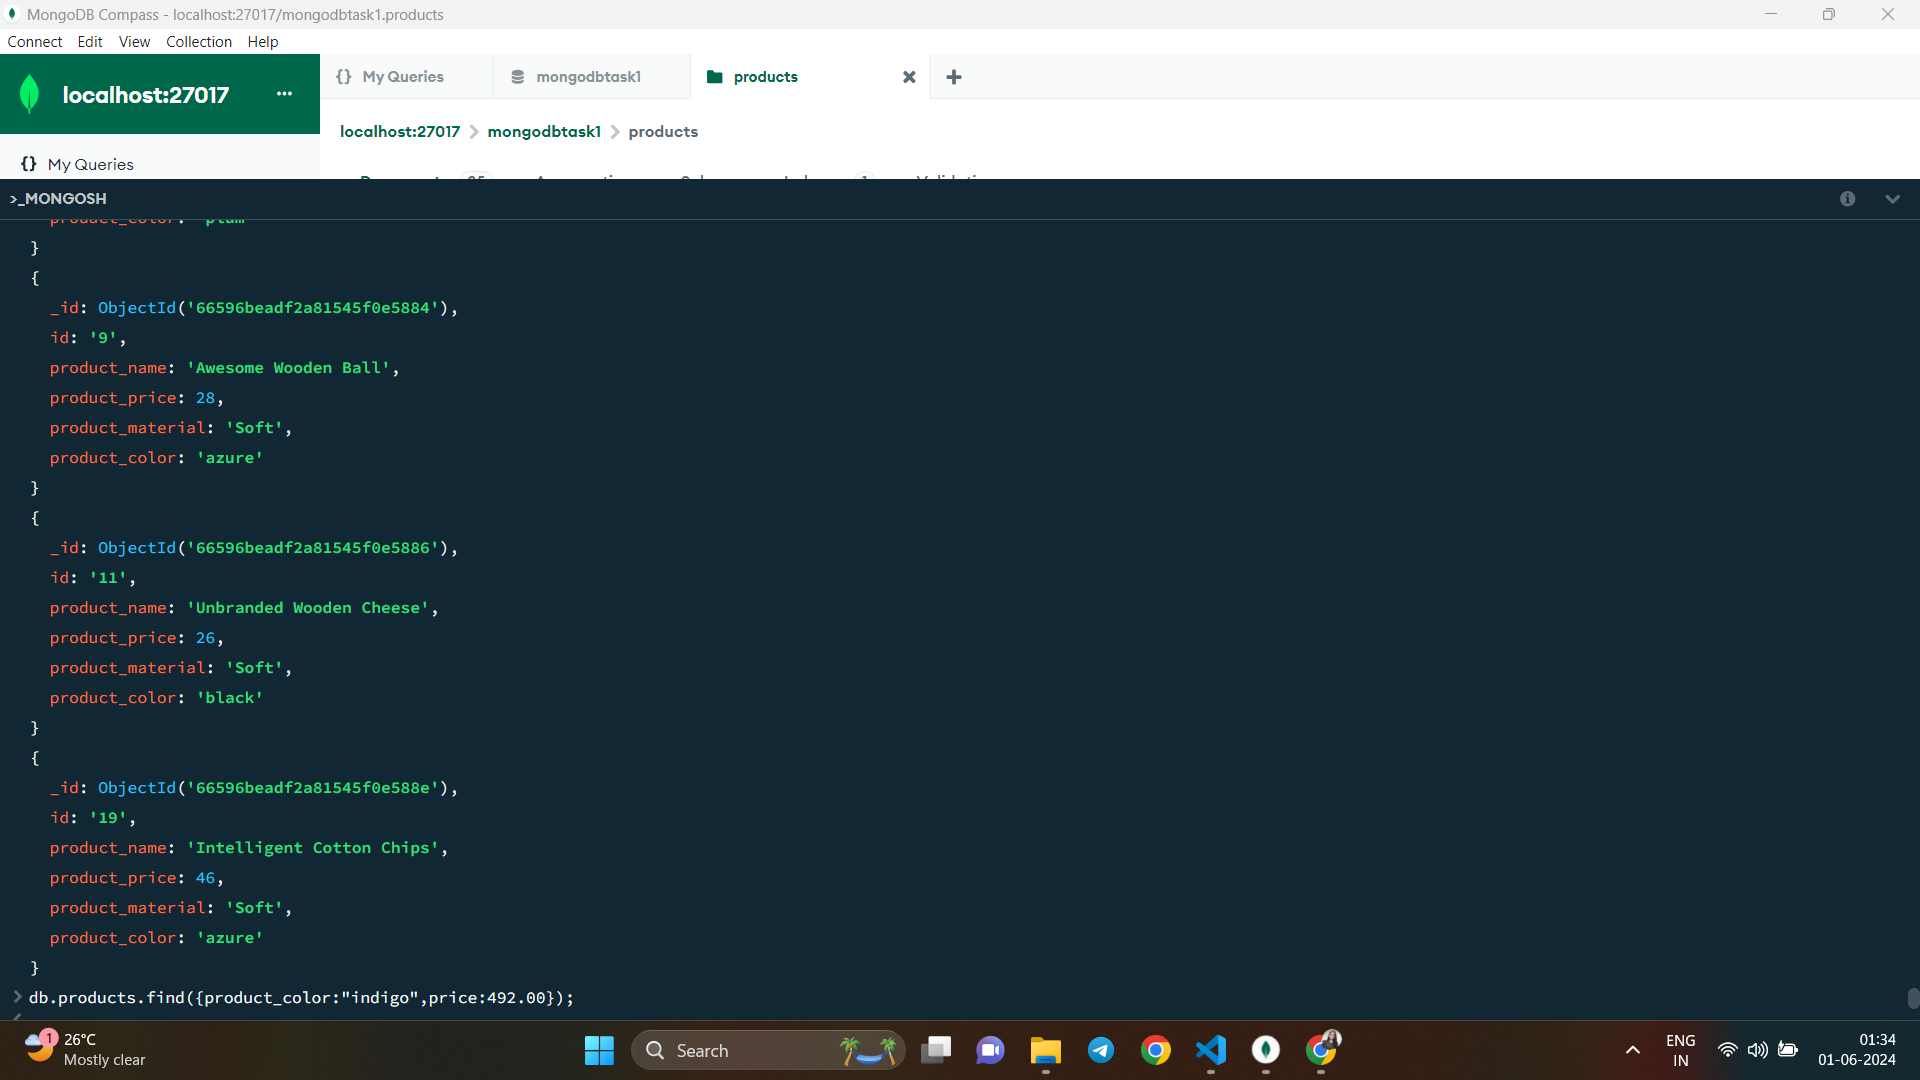 MongoDB Compass - localhost:27017/mongodbtask1.products
Connect Edit View Collection Help
localhost:27017 ...
{} My Queries
mongodbtask1
products
localhost:27017 > mongodbtask1 > products
{} My Queries
>_MONGOSH
product_color: 'plum'
}
{
_id: ObjectId('66596beadf2a81545f0e5884'),
id: '9',
product_name: 'Awesome Wooden Ball',
product_price: 28,
product_material: 'Soft',
product_color: 'azure'
}
{
_id: ObjectId('66596beadf2a81545f0e5886'),
id: '11',
product_name: 'Unbranded Wooden Cheese',
product_price: 26,
product_material: 'Soft',
product_color: 'black'
}
{
_id: ObjectId('66596beadf2a81545f0e588e'),
id: '19',
product_name: 'Intelligent Cotton Chips',
product_price: 46,
product_material: 'Soft',
product_color: 'azure'
}
> db.products.find({product_color:"indigo",price:492.00});
1
26°C
Mostly clear
Search
ENG
IN
01:34
01-06-2024